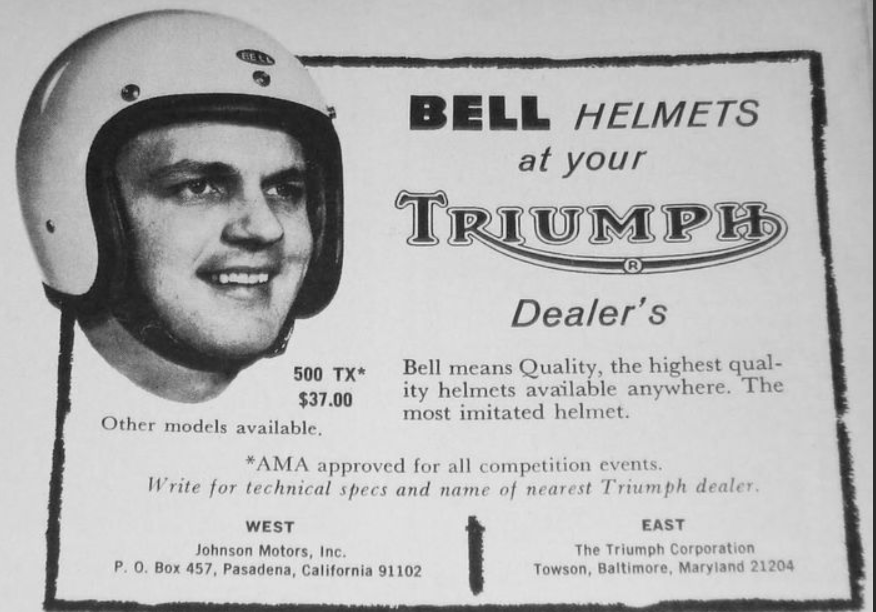 BELL
BELL HELMETS
at your
TRIUMPH
®
Dealer's
500 TX*
$37.00
Other models available.
Bell means Quality, the highest qual-
ity helmets available anywhere. The
most imitated helmet.
*AMA approved for all competition events.
Write for technical specs and name of nearest Triumph dealer.
WEST
Johnson Motors, Inc.
P. O. Box 457, Pasadena, California 91102
EAST
The Triumph Corporation
Towson, Baltimore, Maryland 21204